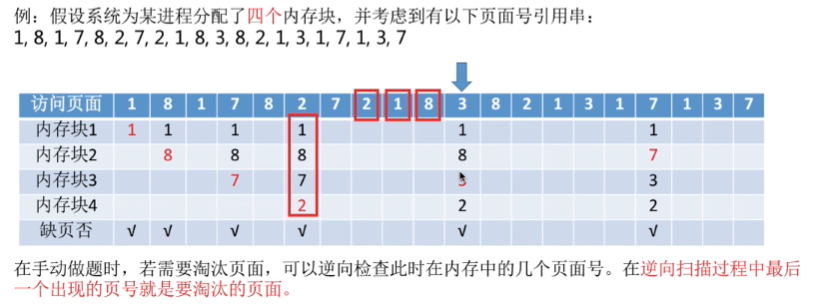 例：假设系统为某进程分配了四个内存块，并考虑到有以下页面号引用串：
1, 8, 1, 7, 8, 2, 7, 2, 1, 8, 3, 8, 2, 1, 3, 1, 7, 1, 3, 7
访问页面 1 8 1 7 8 2 7 2 1 8 3 8 2 1 3 1 7 1 3 7
内存块1 1 1 1 1 1 1
内存块2 8 8 8 8 7
内存块3 7 7 3 3
内存块4 2 2 2
缺页否 √ √ √ √ √ √
在手动做题时，若需要淘汰页面，可以逆向检查此时在内存中的几个页面号。在逆向扫描过程中最后
一个出现的页号就是要淘汰的页面。